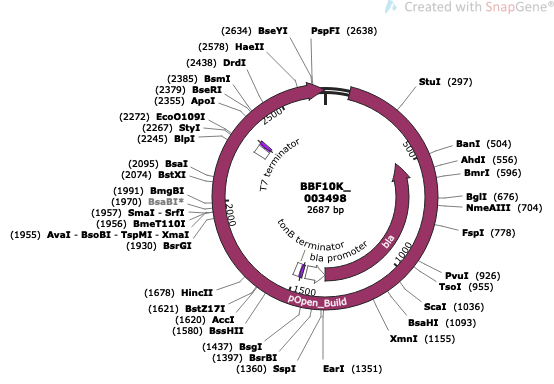 Created with SnapGene®
(2634) BseYI
PspFI (2638)
(2578) HaeII
(2438) DrdI
(2385) BsmI
(2379) BseRI
(2355) ApoI
(2272) EcoO109I
(2267) StyI
(2245) BlpI
(2095) BsaI
(2074) BstXI
(1991) BmgBI
(1970) BsaBI*
(1957) SmaI - SrfI
(1956) BmeT110I
(1955) AvaI - BsoBI - TspMI - XmaI
(1930) BsrGI
(1678) HincII
(1621) BstZ17I
(1620) AccI
(1580) BssHII
(1437) BsgI
(1397) BsrBI
(1360) SspI
EarI (1351)
StuI (297)
BanI (504)
AhdI (556)
BmrI (596)
BglI (676)
NmeAIII (704)
FspI (778)
PvuI (926)
TsoI (955)
ScaI (1036)
BsaHI (1093)
XmnI (1155)
500
1000
1500
2000
2500
T7 terminator
BBF10K_
003498
2687 bp
tonB terminator
bla promoter
bla
pOpen_Build